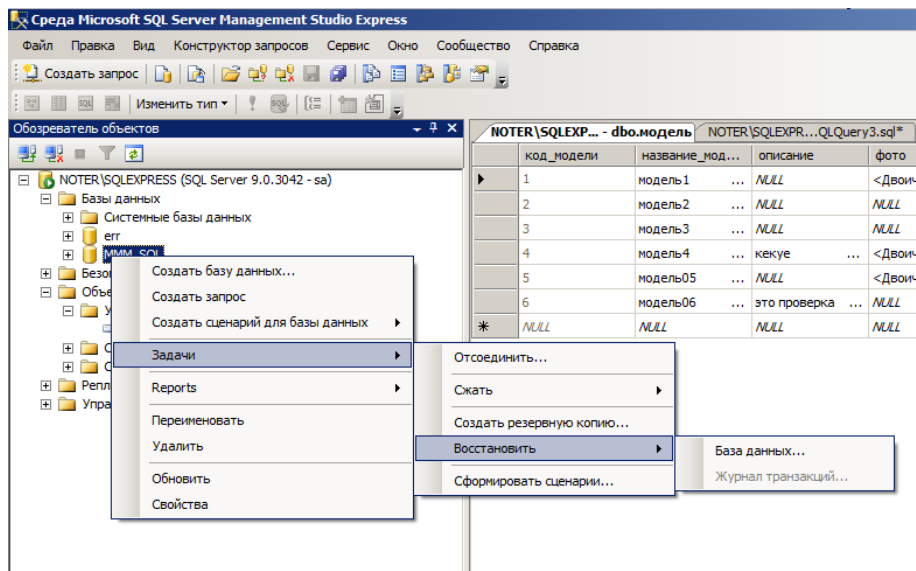 Среда Microsoft SQL Server Management Studio Express
Файл Правка Вид Конструктор запросов Сервис Окно Сообщество Справка
Создать запрос
Изменить тип
Обозреватель объектов
NOTER\SQLEXP... - dbo.модель NOTER\SQLEXPR...QLQuery3.sql*
NOTER\SQLEXPRESS (SQL Server 9.0.3042 - sa)
Базы данных
Системные базы данных
err
MMM_SQL
Безо
Объе
У
С
С
Репл
Упра
код_модели название_мод... описание фото
1 модель1 ... NULL <Двоич
2 модель2 ... NULL NULL
3 модель3 ... NULL NULL
4 модель4 ... кекуе ... <Двоич
5 модель05 ... NULL <Двоич
6 модель06 ... это проверка ... NULL
NULL NULL NULL NULL
Создать базу данных...
Создать запрос
Создать сценарий для базы данных
Задачи
Reports
Переименовать
Удалить
Обновить
Свойства
Отсоединить...
Сжать
Создать резервную копию...
Восстановить
Сформировать сценарии...
База данных...
Журнал транзакций...